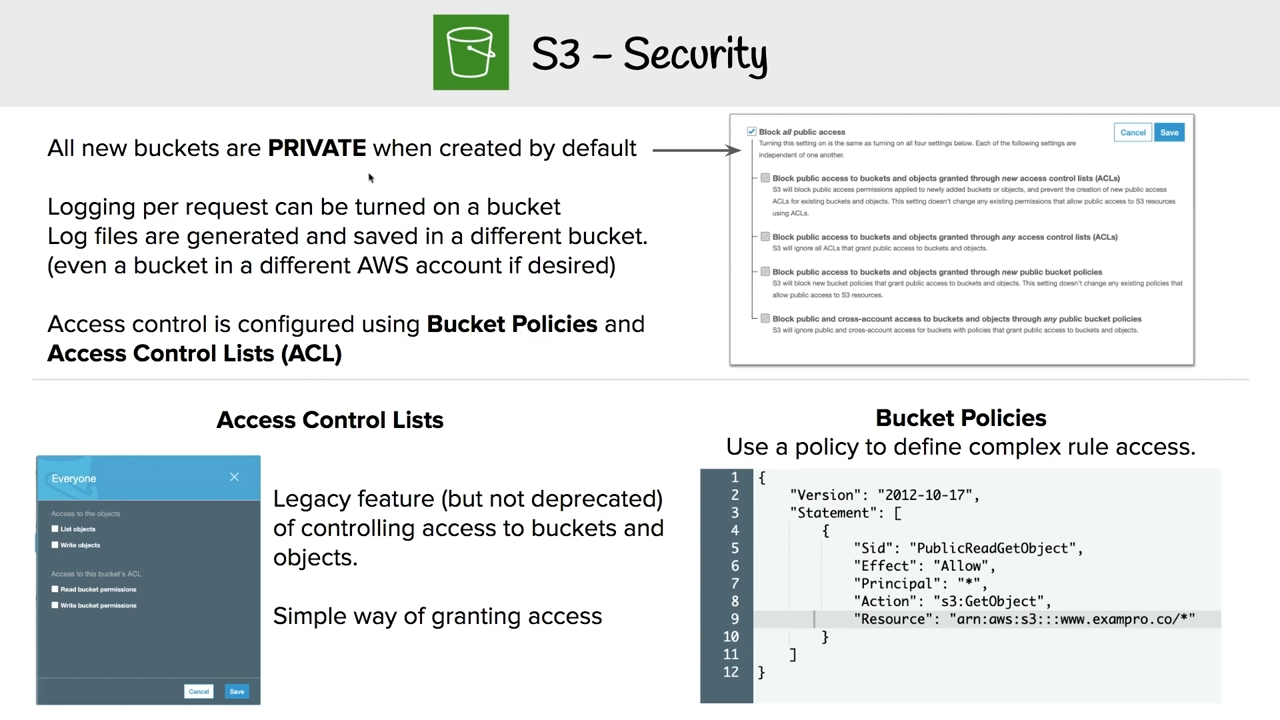 S3 – Security
All new buckets are PRIVATE when created by default
Logging per request can be turned on a bucket
Log files are generated and saved in a different bucket.
(even a bucket in a different AWS account if desired)
Access control is configured using Bucket Policies and
Access Control Lists (ACL)
Block all public access
Cancel
Save
Turning this setting on is the same as turning on all four settings below. Each of the following settings are
independent of one another.
Block public access to buckets and objects granted through new access control lists (ACLs)
S3 will block public access permissions applied to newly added buckets or objects, and prevent the creation of new public access
ACLs for existing buckets and objects. This setting doesn't change any existing permissions that allow public access to S3 resources
using ACLs.
Block public access to buckets and objects granted through any access control lists (ACLs)
S3 will ignore all ACLs that grant public access to buckets and objects.
Block public access to buckets and objects granted through new public bucket policies
S3 will block new bucket policies that grant public access to buckets and objects. This setting doesn't change any existing policies that
allow public access to S3 resources.
Block public and cross-account access to buckets and objects through any public bucket policies
S3 will ignore public and cross-account access for buckets with policies that grant public access to buckets and objects.
Access Control Lists
Everyone
Access to the objects
List objects
Write objects
Access to this bucket's ACL
Read bucket permissions
Write bucket permissions
Cancel
Save
Legacy feature (but not deprecated)
of controlling access to buckets and
objects.
Simple way of granting access
Bucket Policies
Use a policy to define complex rule access.
1 {
2 "Version": "2012-10-17",
3 "Statement": [
4 {
5 "Sid": "PublicReadGetObject",
6 "Effect": "Allow",
7 "Principal": "*",
8 "Action": "s3:GetObject",
9 "Resource": "arn:aws:s3:::www.exampro.co/*"
10 }
11 ]
12 }